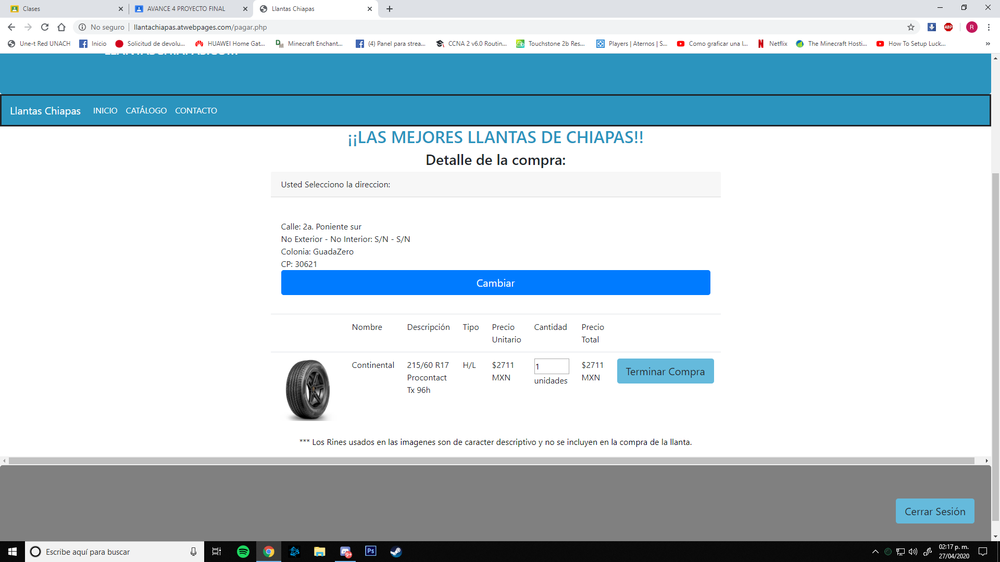 Clases
AVANCE 4 PROYECTO FINAL
Llantas Chiapas
No seguro
llantachiapas.atwebpages.com/pagar.php
R
Une-t Red UNACH
Inicio
Solicitud de devolu...
HUAWEI Home Gat...
Minecraft Enchant...
(4) Panel para strea...
CCNA 2 v6.0 Routin...
Touchstone 2b Res...
Players | Aternos | S...
Como graficar una l...
Netflix
The Minecraft Hosti...
How To Setup Luck...
ABP
LLANTASCHIAPAS.COM
Llantas Chiapas
INICIO
CATÁLOGO
CONTACTO
¡¡LAS MEJORES LLANTAS DE CHIAPAS!!
Detalle de la compra:
Usted Selecciono la direccion:
Calle: 2a. Poniente sur
No Exterior - No Interior: S/N - S/N
Colonia: GuadaZero
CP: 30621
Cambiar
Nombre
Descripción
Tipo
Precio
Unitario
Cantidad
Precio
Total
Continental
215/60 R17
Procontact
Tx 96h
H/L
$2711
MXN
1
unidades
$2711
MXN
Terminar Compra
*** Los Rines usados en las imagenes son de caracter descriptivo y no se incluyen en la compra de la llanta.
Cerrar Sesión
Escribe aquí para buscar
9+
Ps
02:17 p. m.
27/04/2020